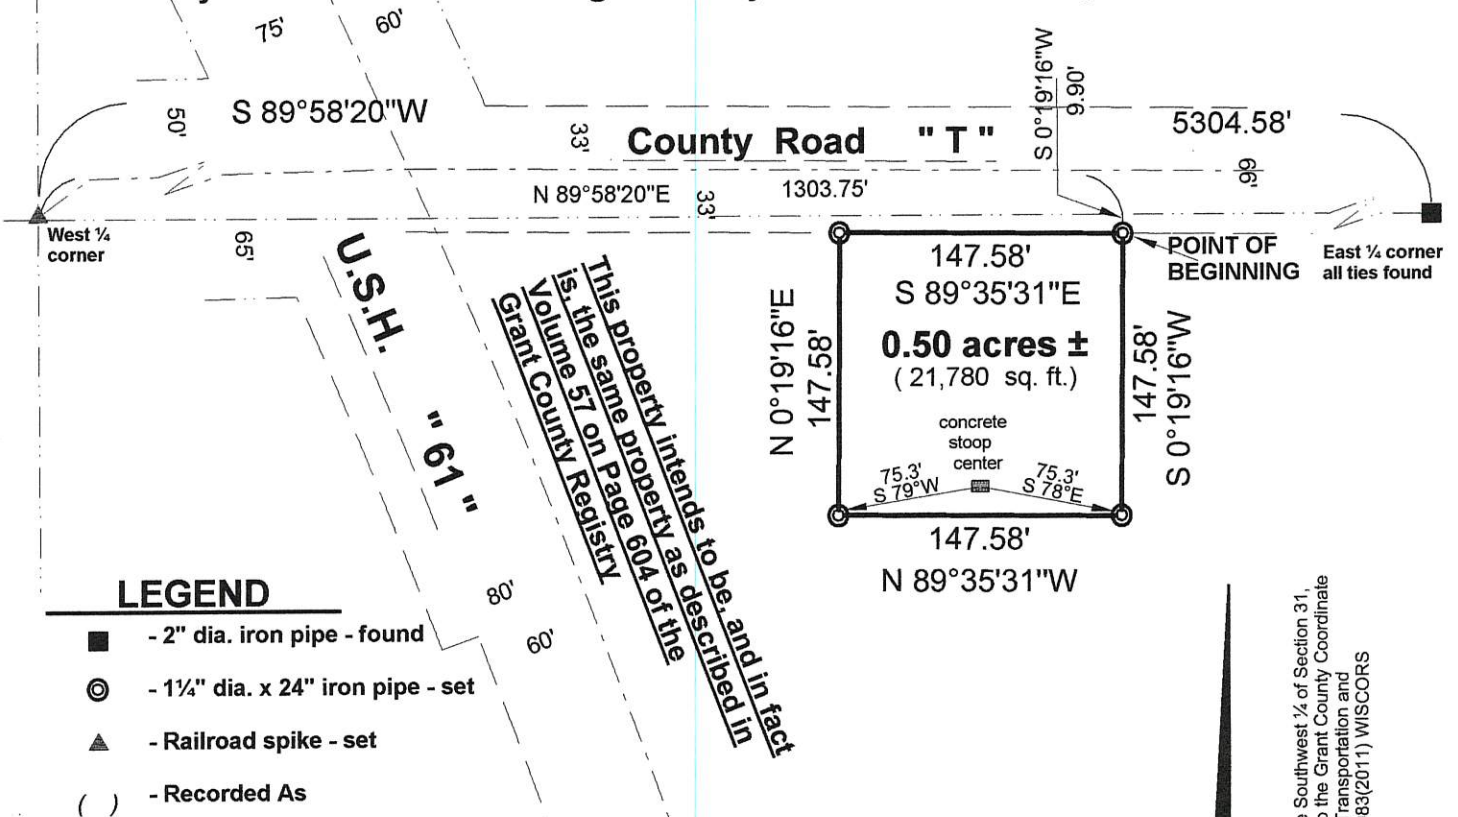 75'
60'
50'
S 89°58'20"W
33'
County Road "T"
S 0°19'16"W
9.90'
5304.58'
66'
N 89°58'20"E
33'
1303.75'
West ¼
corner
65'
U.S.H. "61"
147.58'
S 89°35'31"E
POINT OF
BEGINNING
East ¼ corner
all ties found
N 0°19'16"E
147.58'
0.50 acres ±
( 21,780 sq. ft.)
147.58'
S 0°19'16"W
concrete
stoop
center
75.3'
S 79°W
75.3'
S 78°E
147.58'
N 89°35'31"W
This property intends to be, and in fact
is, the same property as described in
Volume 57 on Page 604 of the
Grant County Registry
80'
60'
LEGEND
- 2" dia. iron pipe - found
- 1¼" dia. x 24" iron pipe - set
- Railroad spike - set
( ) - Recorded As
Southwest ¼ of Section 31,
the Grant County Coordinate
Transportation and
83(2011) WISCORS